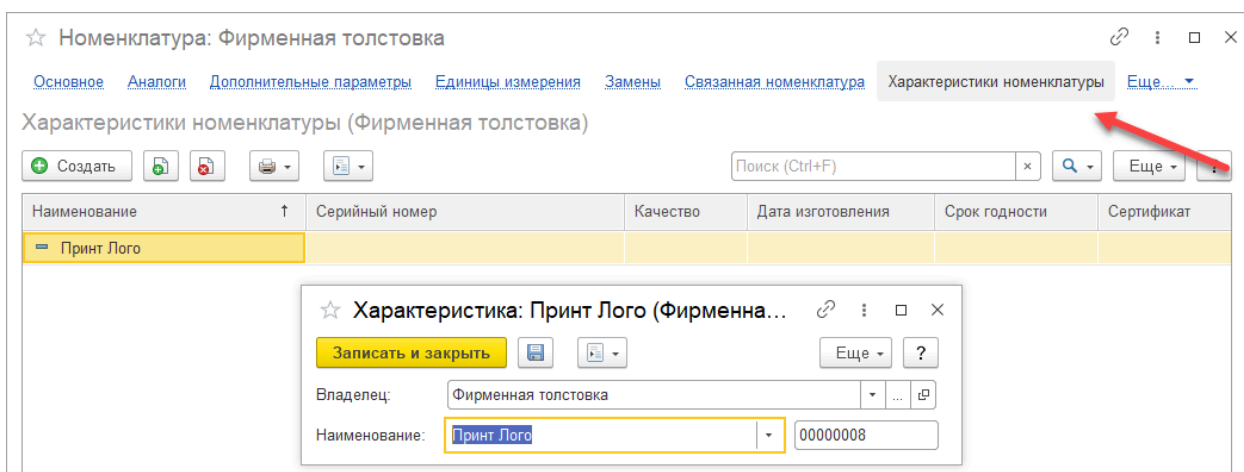 Номенклатура: Фирменная толстовка
Основное Аналоги Дополнительные параметры Единицы измерения Замены Связанная номенклатура Характеристики номенклатуры Еще...
Характеристики номенклатуры (Фирменная толстовка)
Создать Поиск (Ctrl+F) × Еще ?
Наименование ↑ Серийный номер Качество Дата изготовления Срок годности Сертификат
Принт Лого
Характеристика: Принт Лого (Фирменна...
Записать и закрыть Еще ?
Владелец: Фирменная толстовка ...
Наименование: Принт Лого 00000008